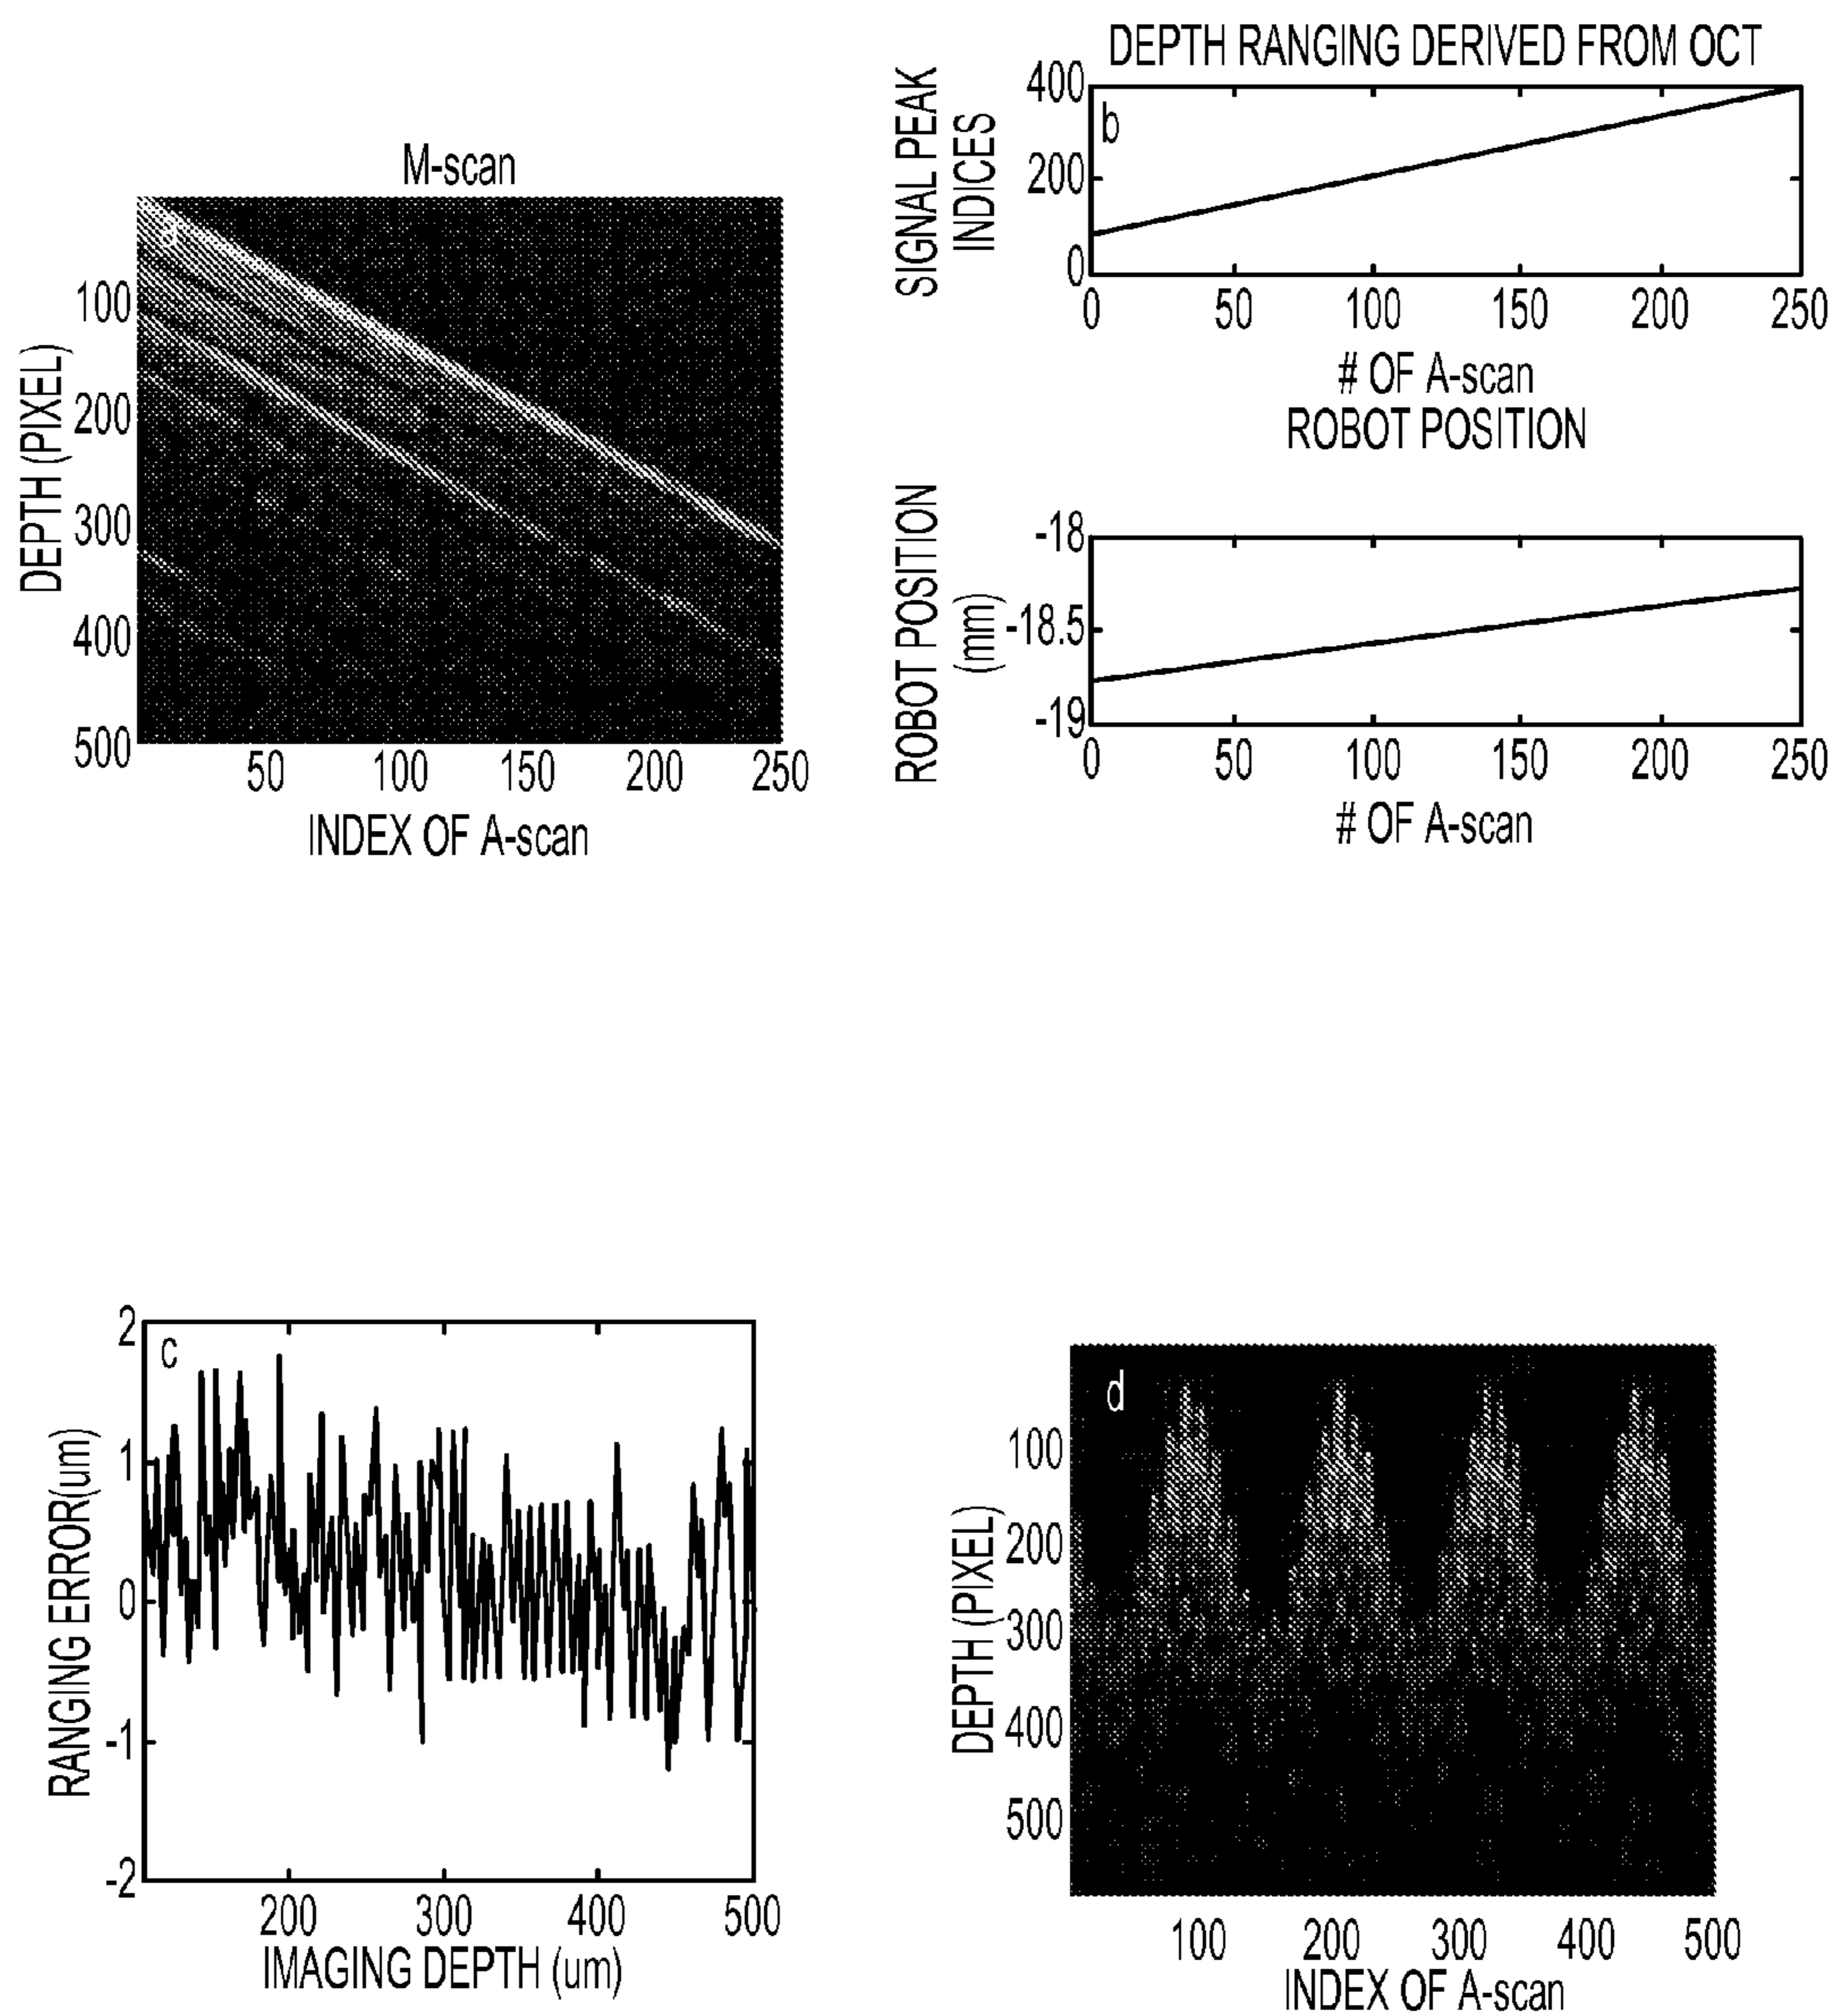 M-scan
a
DEPTH (PIXEL)
100
200
300
400
500
50 100 150 200 250
INDEX OF A-scan
DEPTH RANGING DERIVED FROM OCT
b
SIGNAL PEAK
INDICES
400
200
0
0 50 100 150 200 250
# OF A-scan
ROBOT POSITION
ROBOT POSITION
(mm)
-18
-18.5
-19
0 50 100 150 200 250
# OF A-scan
c
RANGING ERROR(um)
2
1
0
-1
-2
200 300 400 500
IMAGING DEPTH (um)
d
DEPTH (PIXEL)
100
200
300
400
500
100 200 300 400 500
INDEX OF A-scan